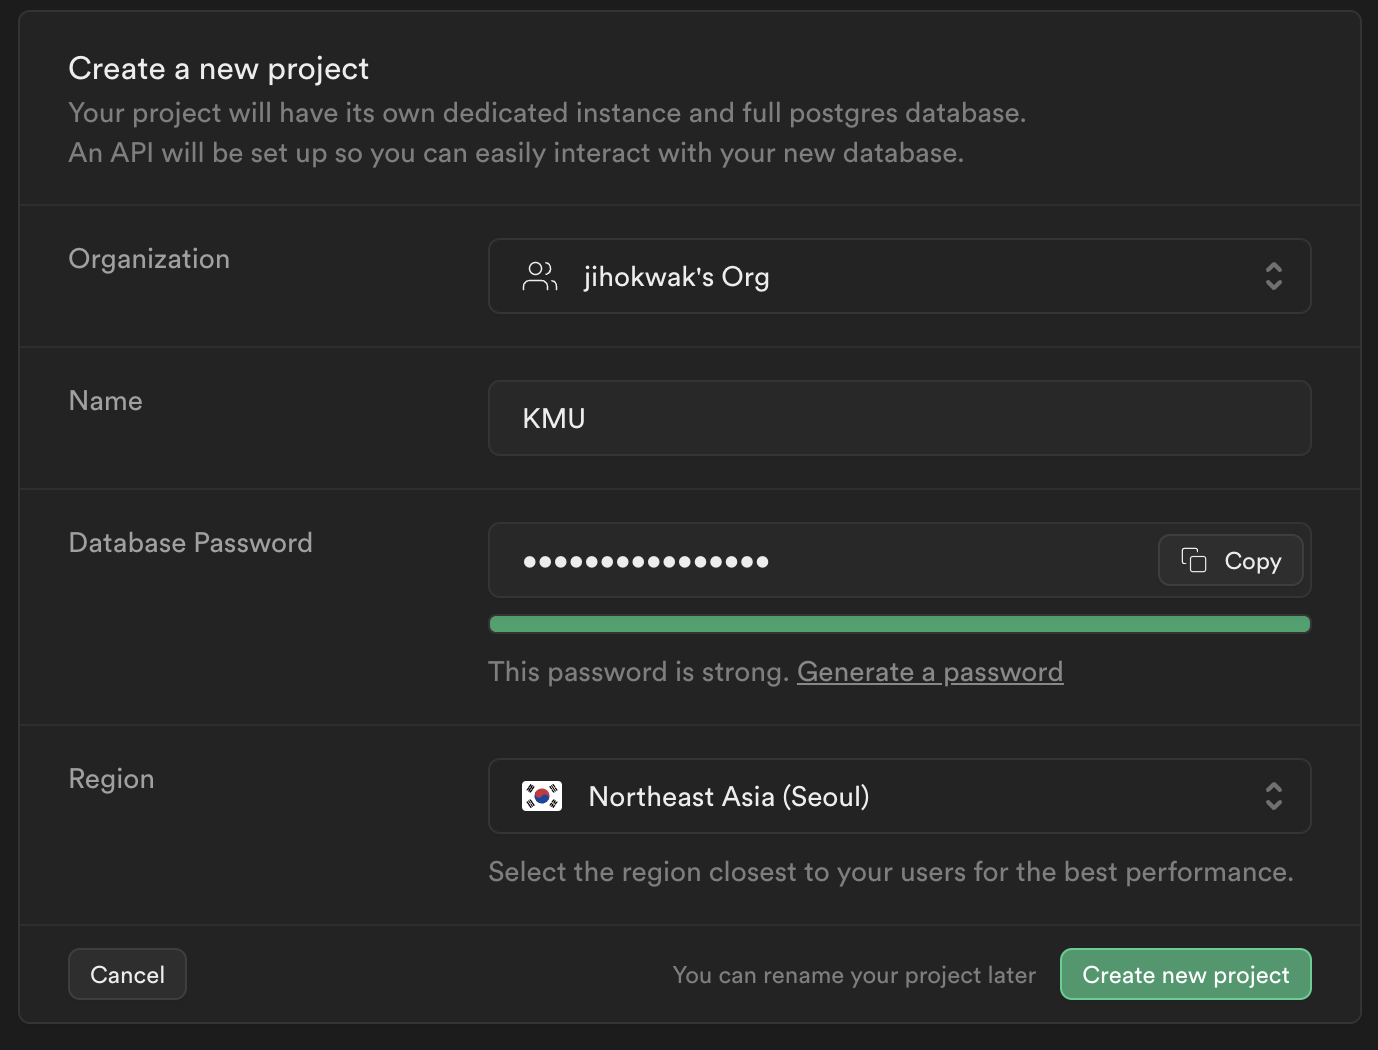 Create a new project
Your project will have its own dedicated instance and full postgres database.
An API will be set up so you can easily interact with your new database.
Organization
jihokwak's Org
Name
KMU
Database Password
••••••••••••••••
Copy
This password is strong. Generate a password
Region
Northeast Asia (Seoul)
Select the region closest to your users for the best performance.
Cancel
You can rename your project later
Create new project